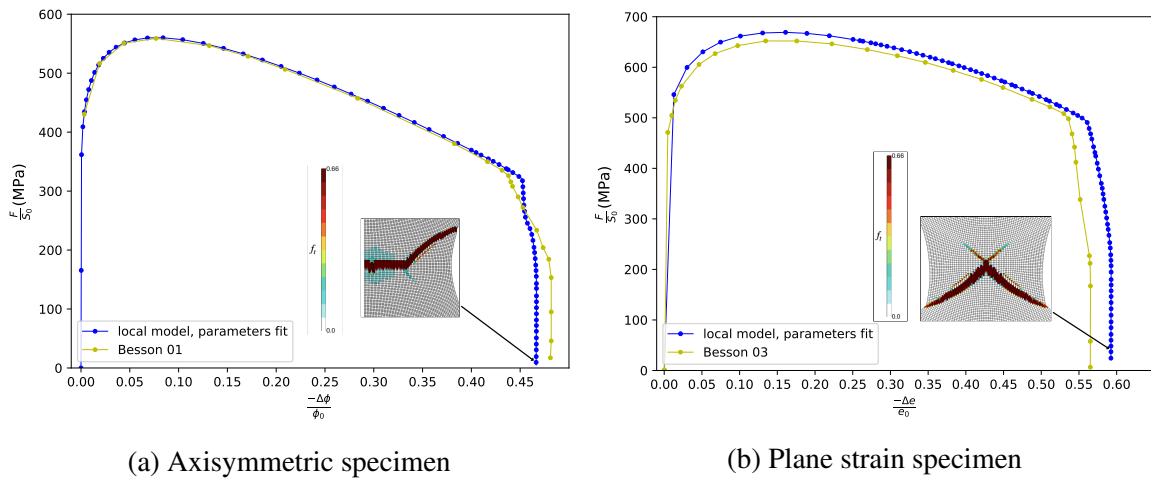 600
500
400
300
200
100
0
F/S₀ (MPa)
0.66
f_t
0.0
local model, parameters fit
Besson 01
0.00 0.05 0.10 0.15 0.20 0.25 0.30 0.35 0.40 0.45
−Δϕ/ϕ₀
(a) Axisymmetric specimen
700
600
500
400
300
200
100
0
F/S₀ (MPa)
0.66
f_t
0.0
local model, parameters fit
Besson 03
0.00 0.05 0.10 0.15 0.20 0.25 0.30 0.35 0.40 0.45 0.50 0.55 0.60
−Δe/e₀
(b) Plane strain specimen